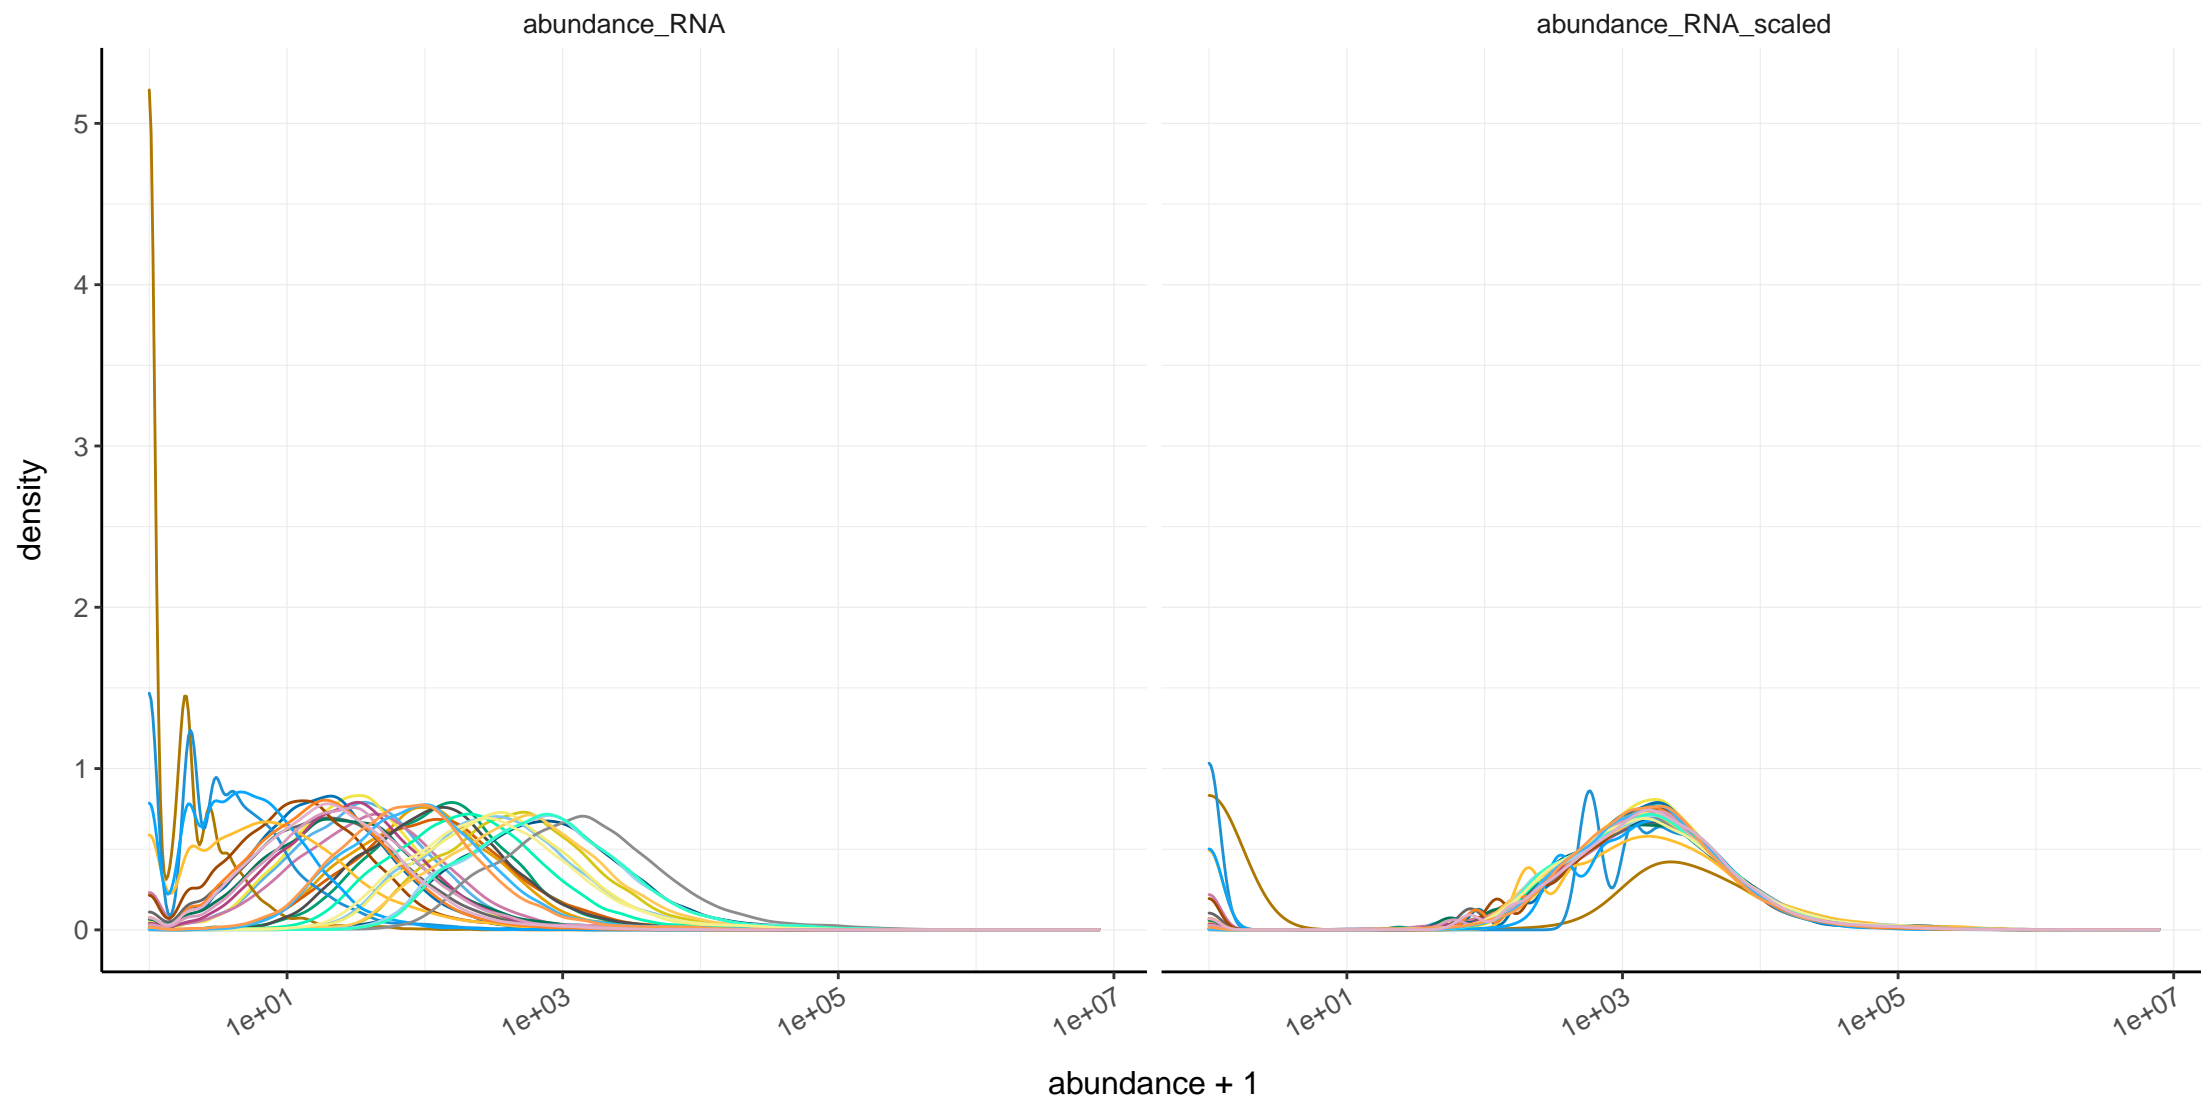 abundance_RNA
abundance_RNA_scaled
density
5
4
3
2
1
0
1e+01
1e+03
1e+05
1e+07
1e+01
1e+03
1e+05
1e+07
abundance + 1